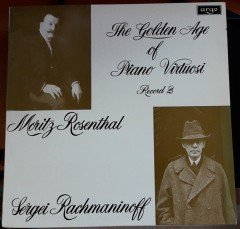 argo
The Golden Age
of
Piano Virtuosi
Record 2
Moritz Rosenthal
Sergei Rachmaninoff